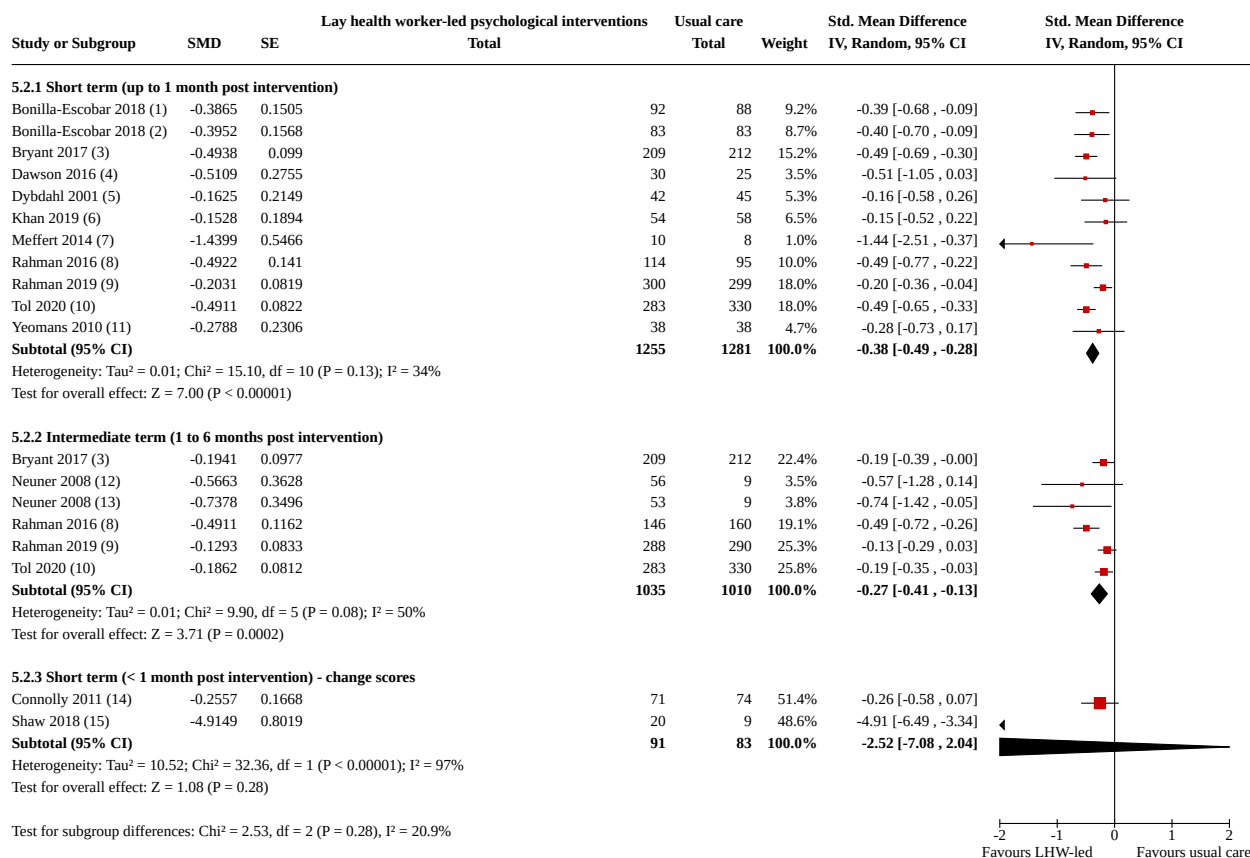 Lay health worker-led psychological interventions Usual care Std. Mean Difference Std. Mean Difference
Study or Subgroup SMD SE Total Total Weight IV, Random, 95% CI IV, Random, 95% CI
5.2.1 Short term (up to 1 month post intervention)
Bonilla-Escobar 2018 (1) -0.3865 0.1505 92 88 9.2% -0.39 [-0.68 , -0.09]
Bonilla-Escobar 2018 (2) -0.3952 0.1568 83 83 8.7% -0.40 [-0.70 , -0.09]
Bryant 2017 (3) -0.4938 0.099 209 212 15.2% -0.49 [-0.69 , -0.30]
Dawson 2016 (4) -0.5109 0.2755 30 25 3.5% -0.51 [-1.05 , 0.03]
Dybdahl 2001 (5) -0.1625 0.2149 42 45 5.3% -0.16 [-0.58 , 0.26]
Khan 2019 (6) -0.1528 0.1894 54 58 6.5% -0.15 [-0.52 , 0.22]
Meffert 2014 (7) -1.4399 0.5466 10 8 1.0% -1.44 [-2.51 , -0.37]
Rahman 2016 (8) -0.4922 0.141 114 95 10.0% -0.49 [-0.77 , -0.22]
Rahman 2019 (9) -0.2031 0.0819 300 299 18.0% -0.20 [-0.36 , -0.04]
Tol 2020 (10) -0.4911 0.0822 283 330 18.0% -0.49 [-0.65 , -0.33]
Yeomans 2010 (11) -0.2788 0.2306 38 38 4.7% -0.28 [-0.73 , 0.17]
Subtotal (95% CI) 1255 1281 100.0% -0.38 [-0.49 , -0.28]
Heterogeneity: Tau² = 0.01; Chi² = 15.10, df = 10 (P = 0.13); I² = 34%
Test for overall effect: Z = 7.00 (P < 0.00001)
5.2.2 Intermediate term (1 to 6 months post intervention)
Bryant 2017 (3) -0.1941 0.0977 209 212 22.4% -0.19 [-0.39 , -0.00]
Neuner 2008 (12) -0.5663 0.3628 56 9 3.5% -0.57 [-1.28 , 0.14]
Neuner 2008 (13) -0.7378 0.3496 53 9 3.8% -0.74 [-1.42 , -0.05]
Rahman 2016 (8) -0.4911 0.1162 146 160 19.1% -0.49 [-0.72 , -0.26]
Rahman 2019 (9) -0.1293 0.0833 288 290 25.3% -0.13 [-0.29 , 0.03]
Tol 2020 (10) -0.1862 0.0812 283 330 25.8% -0.19 [-0.35 , -0.03]
Subtotal (95% CI) 1035 1010 100.0% -0.27 [-0.41 , -0.13]
Heterogeneity: Tau² = 0.01; Chi² = 9.90, df = 5 (P = 0.08); I² = 50%
Test for overall effect: Z = 3.71 (P = 0.0002)
5.2.3 Short term (< 1 month post intervention) - change scores
Connolly 2011 (14) -0.2557 0.1668 71 74 51.4% -0.26 [-0.58 , 0.07]
Shaw 2018 (15) -4.9149 0.8019 20 9 48.6% -4.91 [-6.49 , -3.34]
Subtotal (95% CI) 91 83 100.0% -2.52 [-7.08 , 2.04]
Heterogeneity: Tau² = 10.52; Chi² = 32.36, df = 1 (P < 0.00001); I² = 97%
Test for overall effect: Z = 1.08 (P = 0.28)
Test for subgroup differences: Chi² = 2.53, df = 2 (P = 0.28), I² = 20.9%
-2 -1 0 1 2
Favours LHW-led Favours usual care